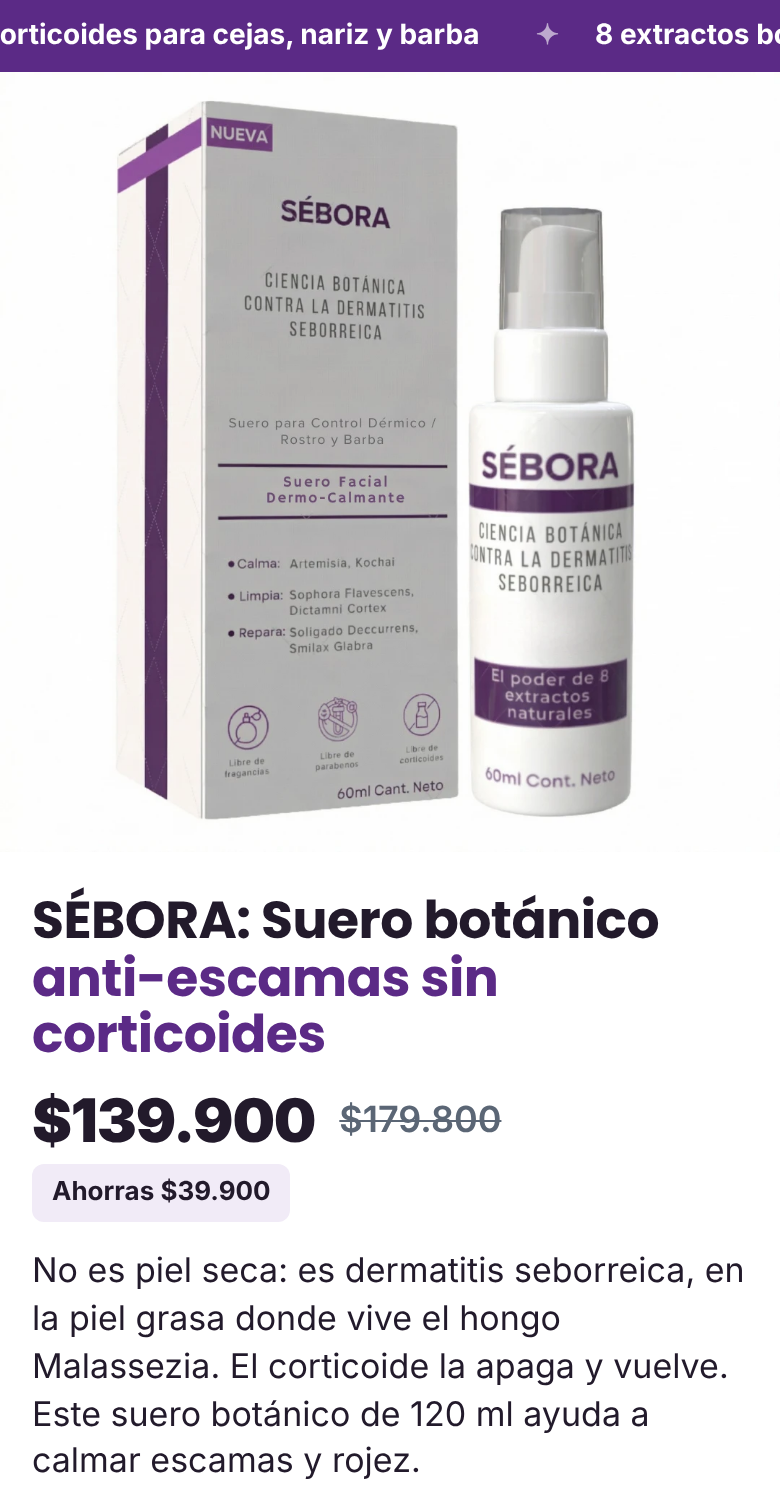 orticoides para cejas, nariz y barba ✦ 8 extractos bo
NUEVA
SÉBORA
CIENCIA BOTÁNICA
CONTRA LA DERMATITIS
SEBORREICA
Suero para Control Dérmico /
Rostro y Barba
Suero Facial
Dermo-Calmante
• Calma: Artemisia, Kochai
• Limpia: Sophora Flavescens,
Dictamni Cortex
• Repara: Soligado Deccurrens,
Smilax Glabra
Libre de
fragancias
Libre de
parabenos
Libre de
corticoides
60ml Cont. Neto
SÉBORA
CIENCIA BOTÁNICA
CONTRA LA DERMATITIS
SEBORREICA
El poder de 8
extractos
naturales
60ml Cont. Neto
SÉBORA: Suero botánico
anti-escamas sin
corticoides
$139.900 $179.800
Ahorras $39.900
No es piel seca: es dermatitis seborreica, en
la piel grasa donde vive el hongo
Malassezia. El corticoide la apaga y vuelve.
Este suero botánico de 120 ml ayuda a
calmar escamas y rojez.